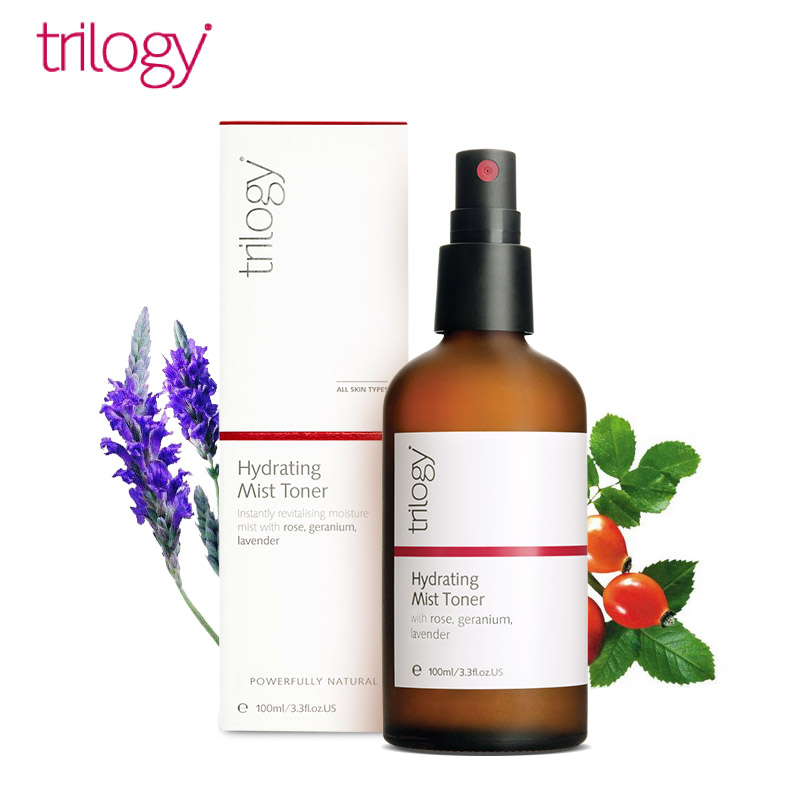 trilogy
trilogy
ALL SKIN TYPES
Hydrating
Mist Toner
Instantly revitalising moisture
mist with rose, geranium,
lavender
POWERFULLY NATURAL
e 100ml/3.3fl.oz.US
trilogy
Hydrating
Mist Toner
with rose, geranium,
lavender
e 100ml/3.3fl.oz.US